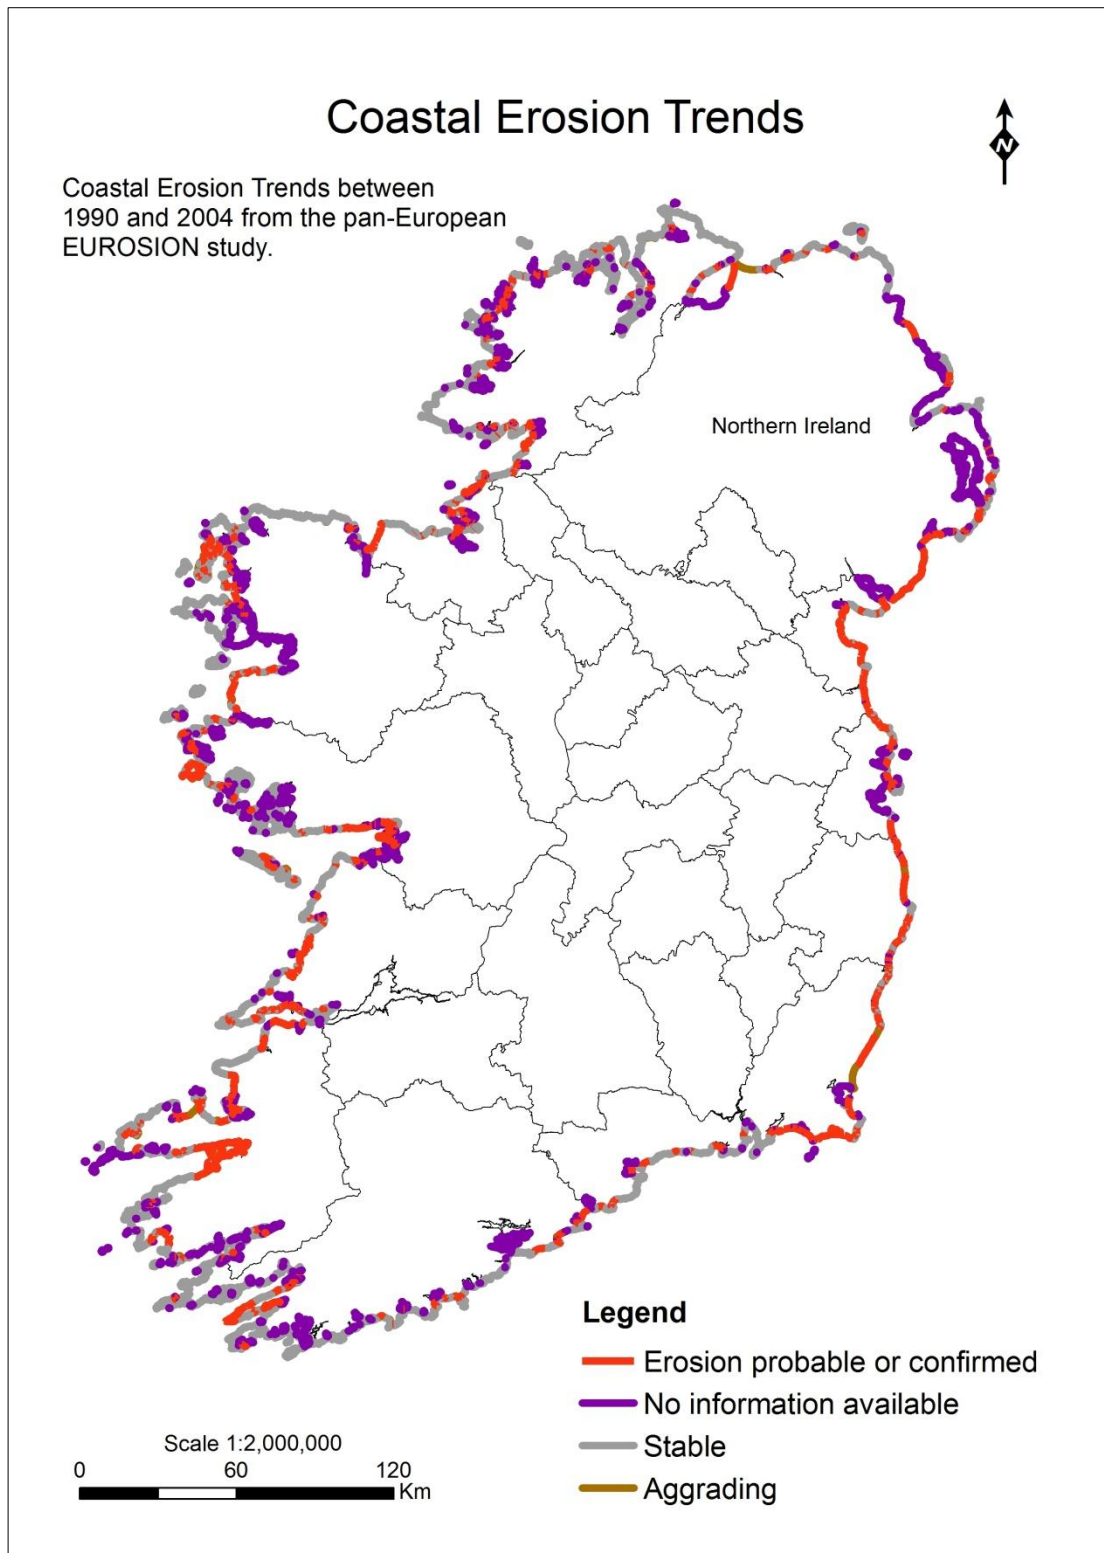 Coastal Erosion Trends
N
Coastal Erosion Trends between
1990 and 2004 from the pan-European
EUROSION study.
Northern Ireland
Legend
Erosion probable or confirmed
No information available
Stable
Aggrading
Scale 1:2,000,000
0 60 120
Km